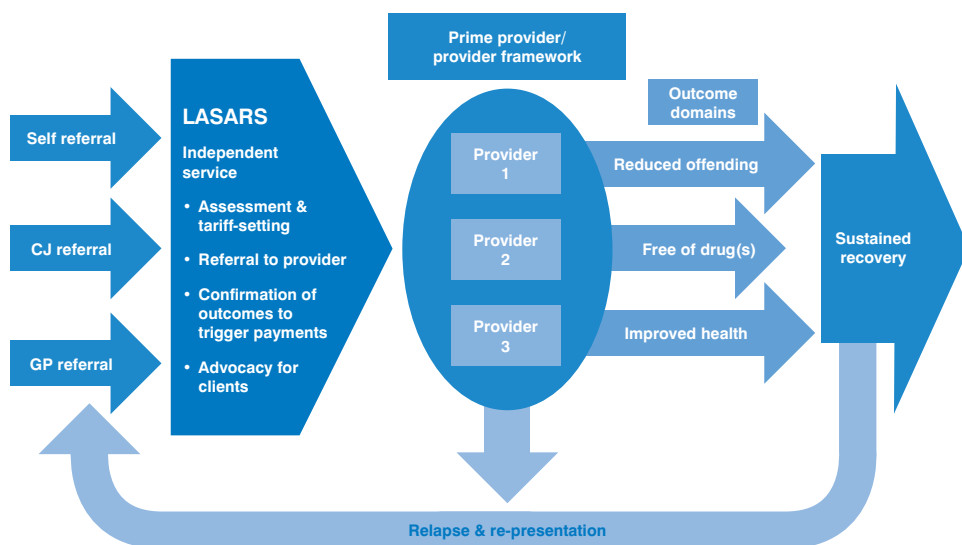 Prime provider/
provider framework
Outcome
domains
Self referral
CJ referral
GP referral
LASARS
Independent
service
• Assessment &
tariff-setting
• Referral to provider
• Confirmation of
outcomes to
trigger payments
• Advocacy for
clients
Provider
1
Provider
2
Provider
3
Reduced offending
Free of drug(s)
Improved health
Sustained
recovery
Relapse & re-presentation